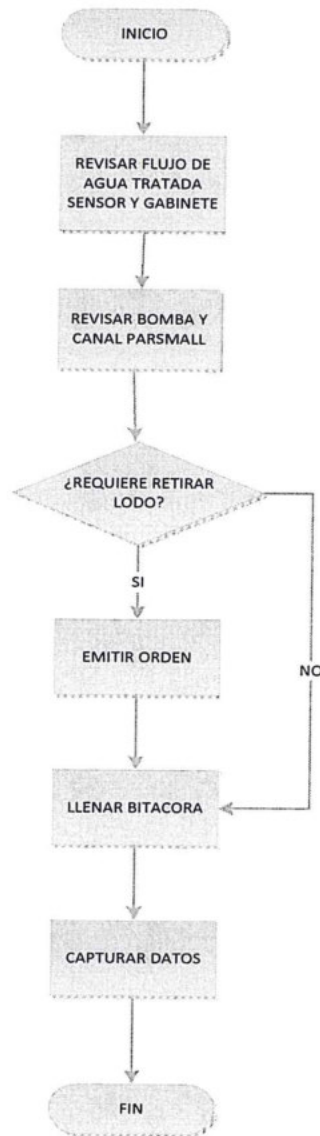 INICIO
REVISAR FLUJO DE
AGUA TRATADA
SENSOR Y GABINETE
REVISAR BOMBA Y
CANAL PARSMALL
¿REQUIERE RETIRAR
LODO?
SI
NO
EMITIR ORDEN
LLENAR BITACORA
CAPTURAR DATOS
FIN